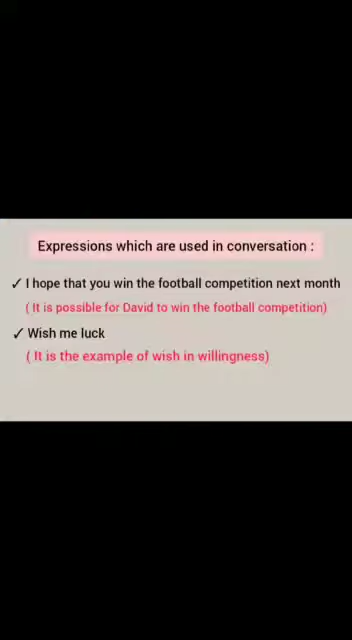 Expressions which are used in conversation :
✓ I hope that you win the football competition next month
( It is possible for David to win the football competition)
✓ Wish me luck
( It is the example of wish in willingness)